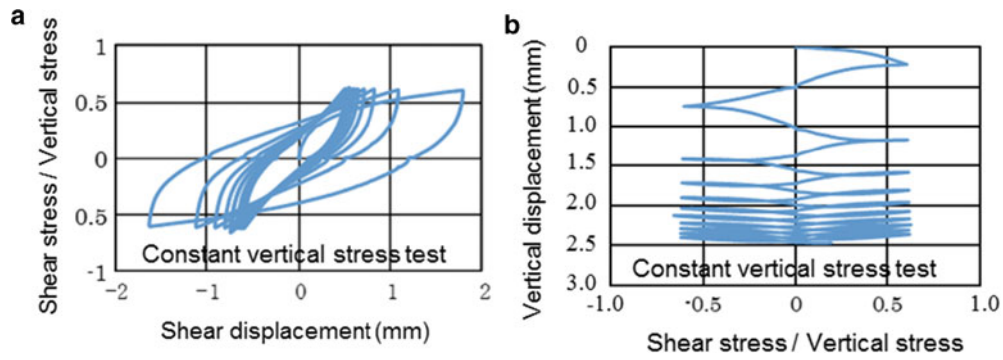 a
Shear stress / Vertical stress
1
0.5
0
0.5
-1
Constant vertical stress test
-2
-1
0
1
2
Shear displacement (mm)
b
Vertical displacement (mm)
0
0.5
1.0
1.5
2.0
2.5
3.0
Constant vertical stress test
-1.0
-0.5
0
0.5
1.0
Shear stress / Vertical stress